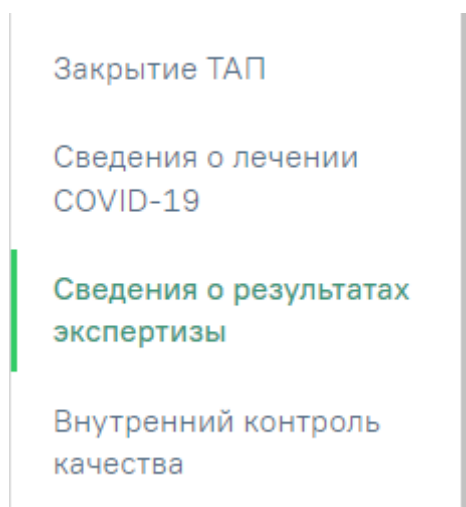 Закрытие ТАП
Сведения о лечении
COVID-19
Сведения о результатах
экспертизы
Внутренний контроль
качества